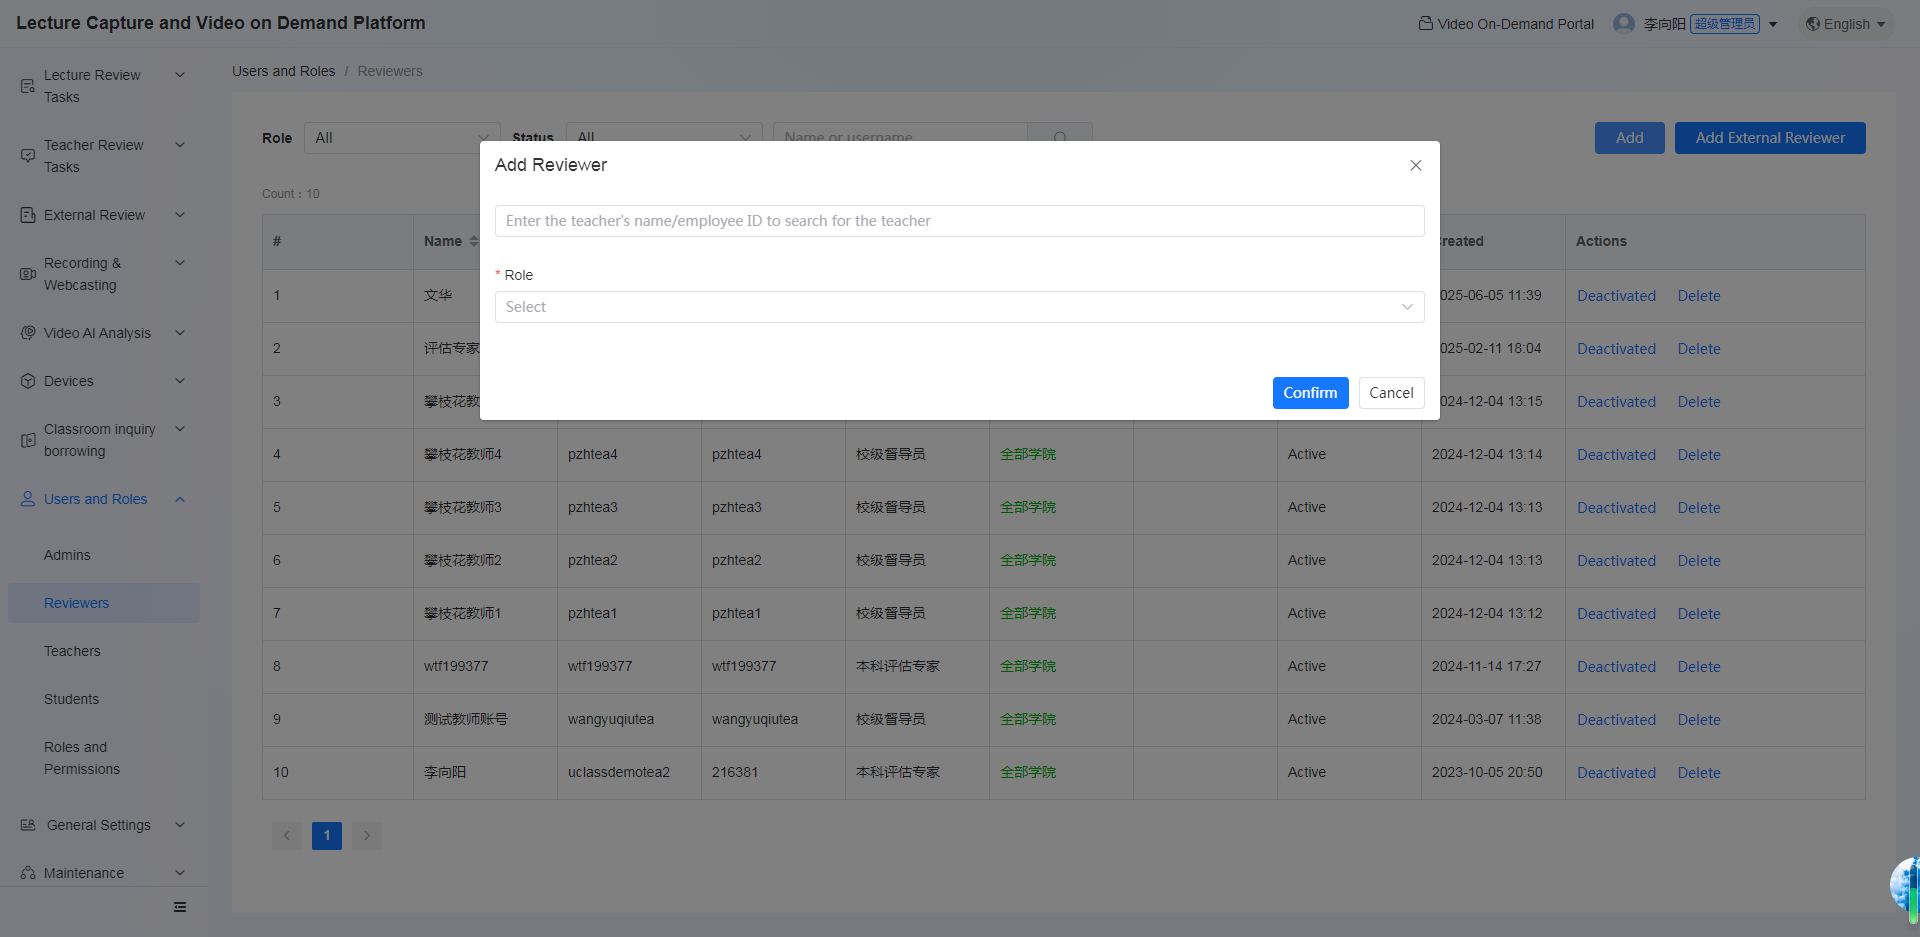 Lecture Capture and Video on Demand Platform
Video On-Demand Portal
李向阳 超级管理员
English
Lecture Review
Tasks
Teacher Review
Tasks
External Review
Recording &
Webcasting
Video AI Analysis
Devices
Classroom inquiry
borrowing
Users and Roles
Admins
Reviewers
Teachers
Students
Roles and
Permissions
General Settings
Maintenance
Users and Roles / Reviewers
Role All Status All Name or username
Add Add External Reviewer
Count : 10
Add Reviewer
Enter the teacher's name/employee ID to search for the teacher
* Role
Select
Confirm Cancel
# Name Created Actions
1 文华 2025-06-05 11:39 Deactivated Delete
2 评估专家 2025-02-11 18:04 Deactivated Delete
3 攀枝花教 2024-12-04 13:15 Deactivated Delete
4 攀枝花教师4 pzhtea4 pzhtea4 校级督导员 全部学院 Active 2024-12-04 13:14 Deactivated Delete
5 攀枝花教师3 pzhtea3 pzhtea3 校级督导员 全部学院 Active 2024-12-04 13:13 Deactivated Delete
6 攀枝花教师2 pzhtea2 pzhtea2 校级督导员 全部学院 Active 2024-12-04 13:13 Deactivated Delete
7 攀枝花教师1 pzhtea1 pzhtea1 校级督导员 全部学院 Active 2024-12-04 13:12 Deactivated Delete
8 wtf199377 wtf199377 wtf199377 本科评估专家 全部学院 Active 2024-11-14 17:27 Deactivated Delete
9 测试教师账号 wangyuqiutea wangyuqiutea 校级督导员 全部学院 Active 2024-03-07 11:38 Deactivated Delete
10 李向阳 uclassdemotea2 216381 本科评估专家 全部学院 Active 2023-10-05 20:50 Deactivated Delete
1